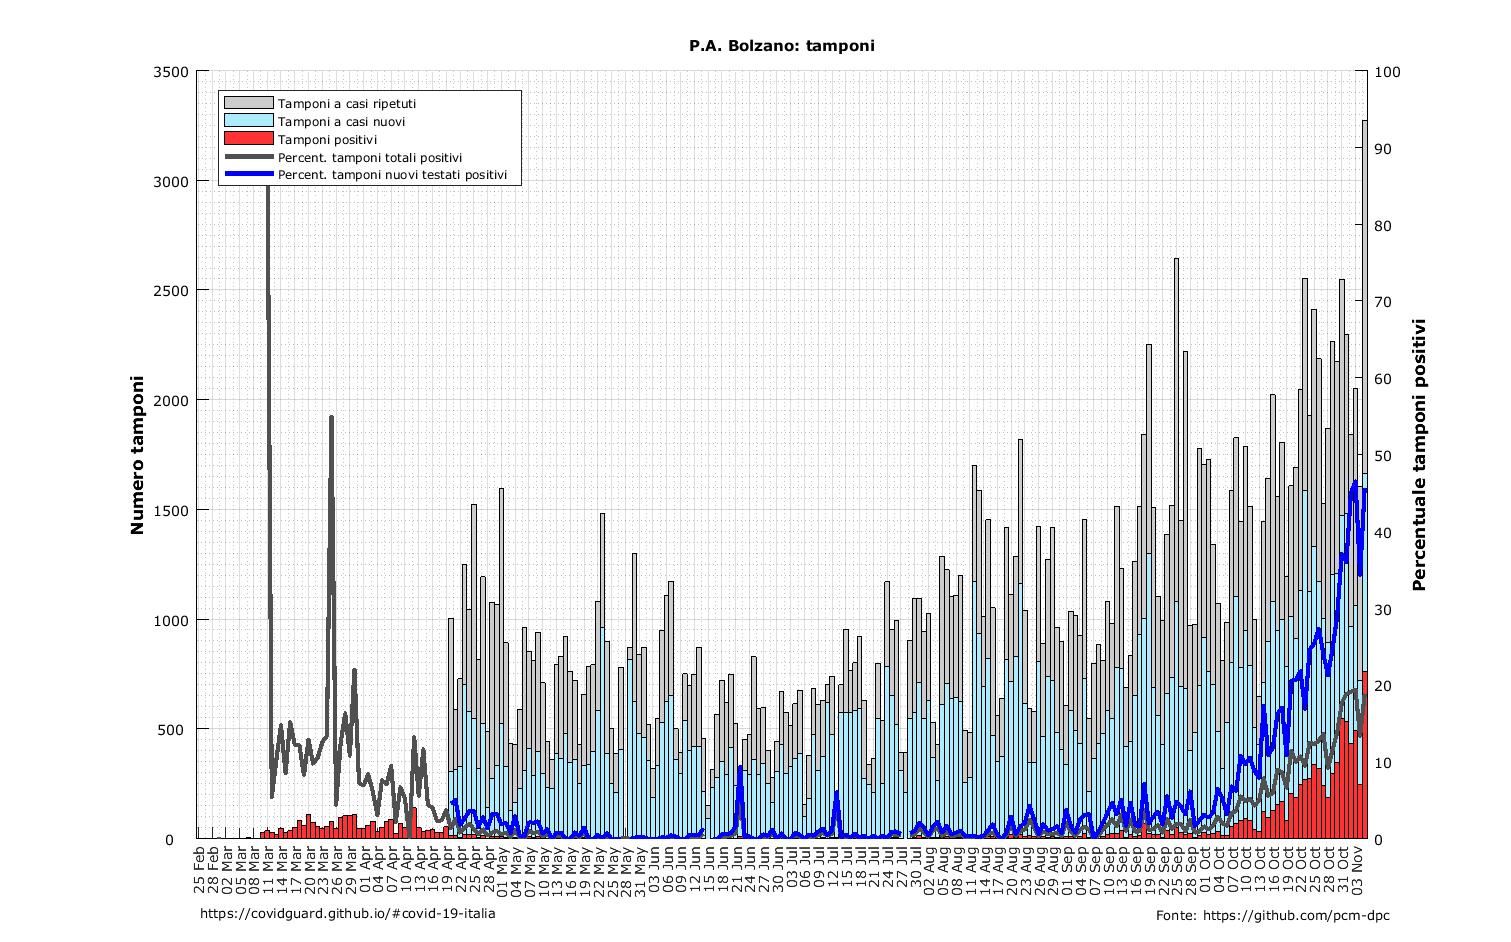 P.A. Bolzano: tamponi
3500
3000
2500
2000
1500
1000
500
0
Numero tamponi
Tamponi a casi ripetuti
Tamponi a casi nuovi
Tamponi positivi
Percent. tamponi totali positivi
Percent. tamponi nuovi testati positivi
100
90
80
70
60
50
40
30
20
10
0
Percentuale tamponi positivi
25 Feb
28 Feb
02 Mar
05 Mar
08 Mar
11 Mar
14 Mar
17 Mar
20 Mar
23 Mar
26 Mar
29 Mar
01 Apr
04 Apr
07 Apr
10 Apr
13 Apr
16 Apr
19 Apr
22 Apr
25 Apr
28 Apr
01 May
04 May
07 May
10 May
13 May
16 May
19 May
22 May
25 May
28 May
31 May
03 Jun
06 Jun
09 Jun
12 Jun
15 Jun
18 Jun
21 Jun
24 Jun
27 Jun
30 Jun
03 Jul
06 Jul
09 Jul
12 Jul
15 Jul
18 Jul
21 Jul
24 Jul
27 Jul
30 Jul
02 Aug
05 Aug
08 Aug
11 Aug
14 Aug
17 Aug
20 Aug
23 Aug
26 Aug
29 Aug
01 Sep
04 Sep
07 Sep
10 Sep
13 Sep
16 Sep
19 Sep
22 Sep
25 Sep
28 Sep
01 Oct
04 Oct
07 Oct
10 Oct
13 Oct
16 Oct
19 Oct
22 Oct
25 Oct
28 Oct
31 Oct
03 Nov
https://covidguard.github.io/#covid-19-italia
Fonte: https://github.com/pcm-dpc